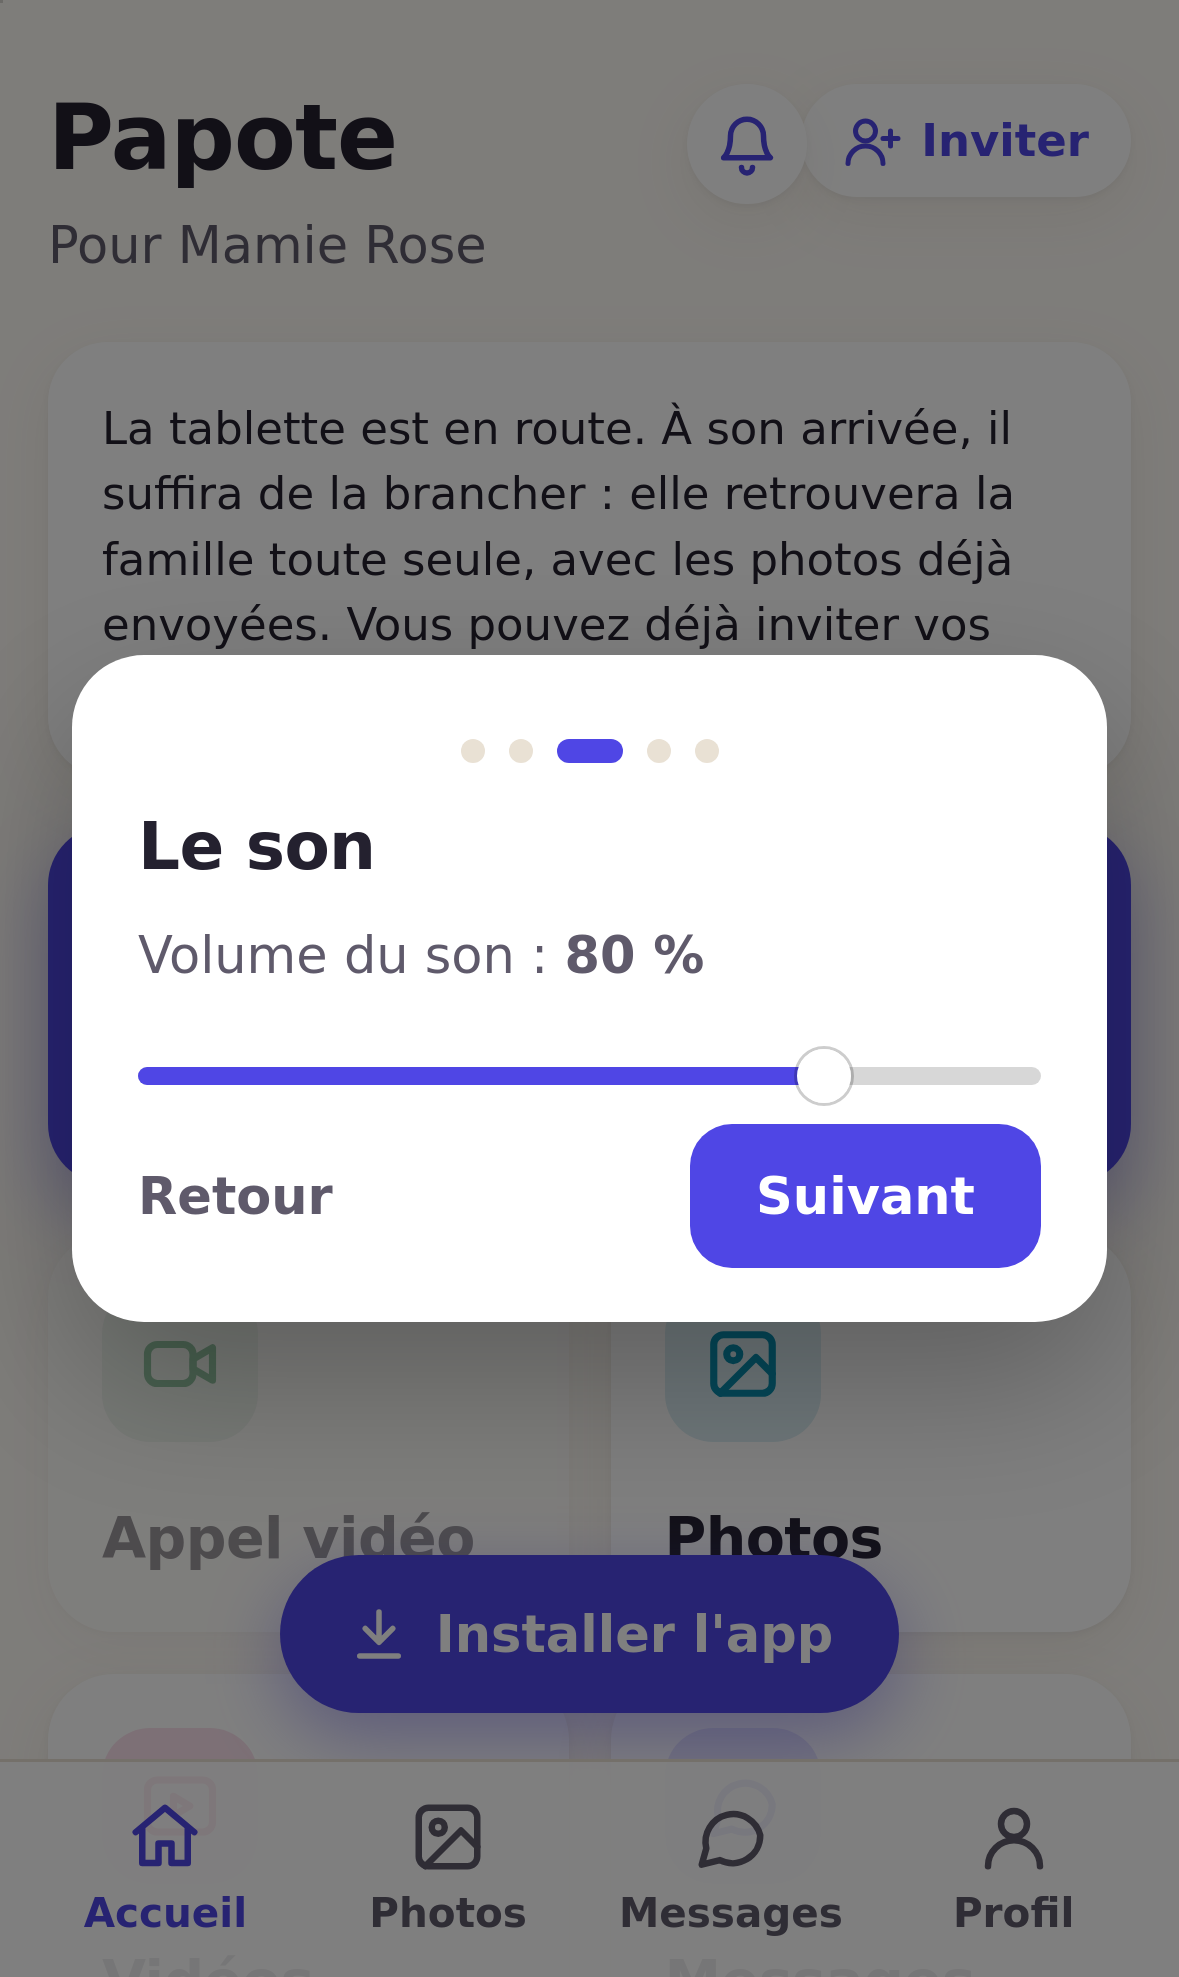 Papote
Inviter
Pour Mamie Rose
La tablette est en route. À son arrivée, il
suffira de la brancher : elle retrouvera la
famille toute seule, avec les photos déjà
envoyées. Vous pouvez déjà inviter vos
Le son
Volume du son : 80 %
Retour
Suivant
Appel vidéo
Photos
Installer l'app
Accueil
Photos
Messages
Profil
Vidéos
Messages